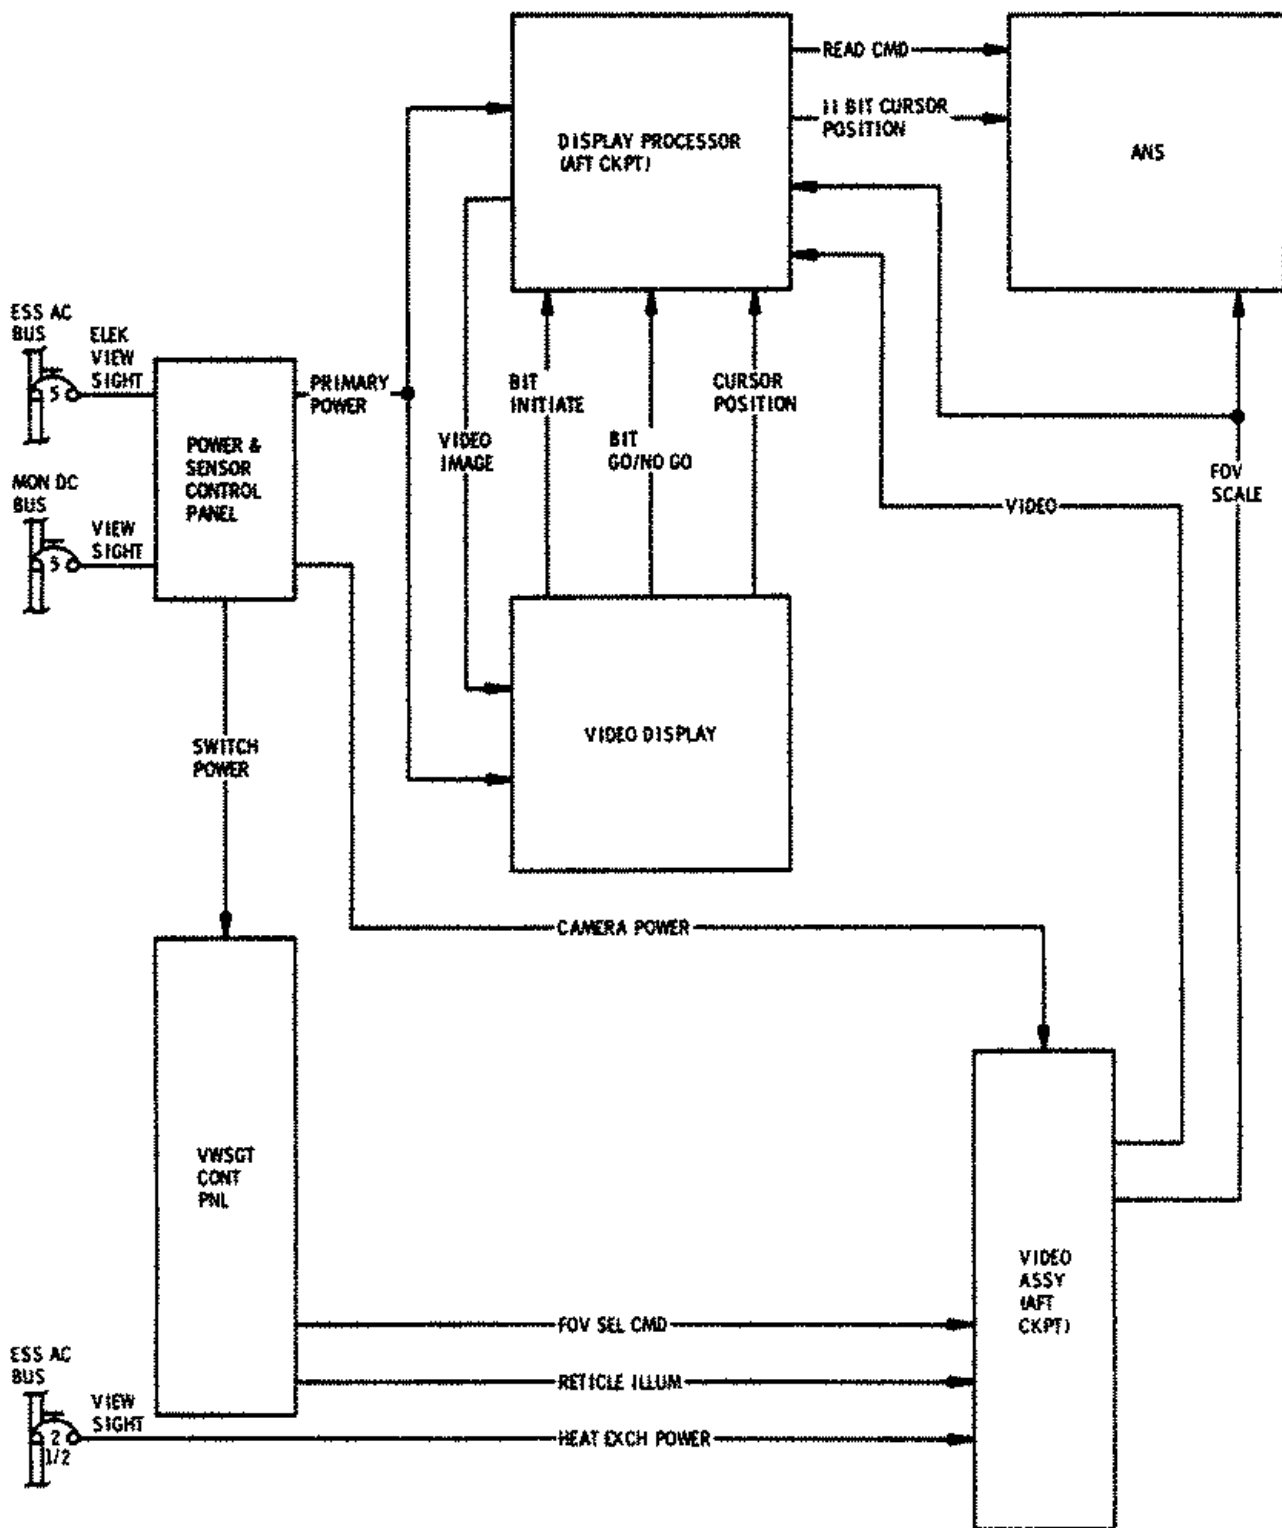 READ CMD
11 BIT CURSOR
POSITION
DISPLAY PROCESSOR
(AFT CKPT)
ANS
ESS AC
BUS
ELEK
VIEW
SIGHT
5
PRIMARY
POWER
BIT
INITIATE
CURSOR
POSITION
VIDEO
IMAGE
BIT
GO/NO GO
POWER &
SENSOR
CONTROL
PANEL
MON DC
BUS
VIEW
SIGHT
5
FOV
SCALE
VIDEO
VIDEO DISPLAY
SWITCH
POWER
CAMERA POWER
VWSGT
CONT
PNL
VIDEO
ASSY
(AFT
CKPT)
FOV SEL CMD
ESS AC
BUS
VIEW
SIGHT
2
1/2
RETICLE ILLUM
HEAT EXCH POWER